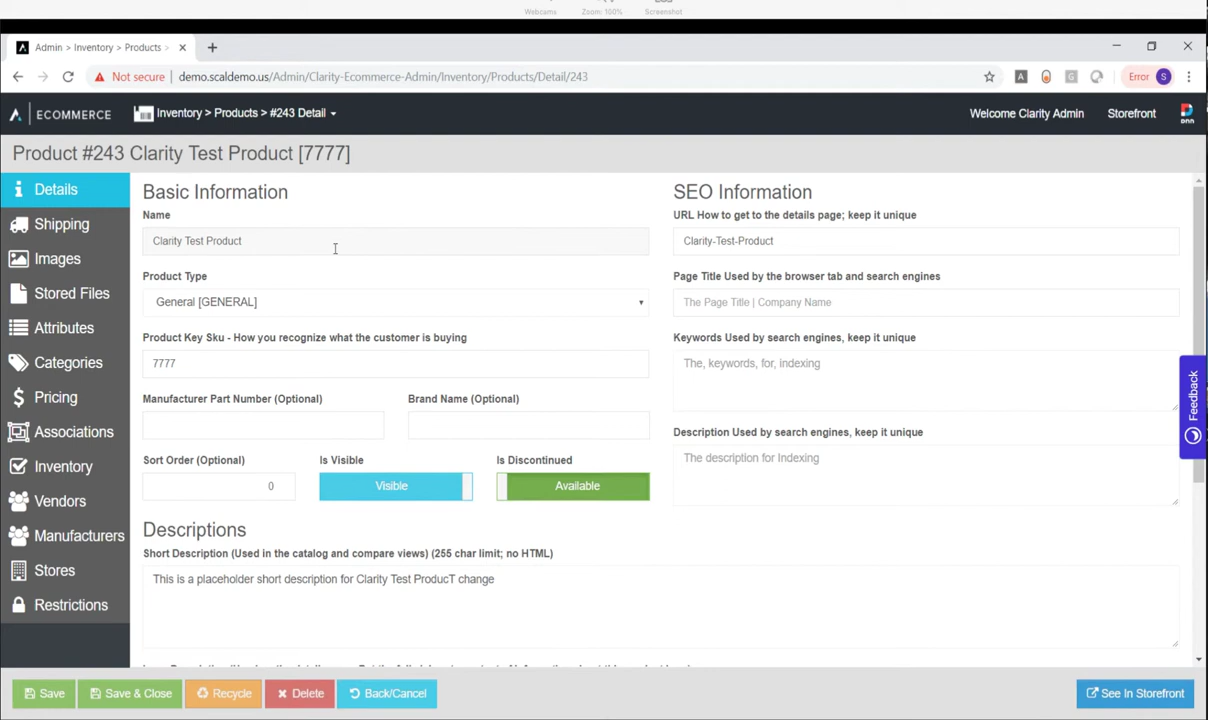 Webcams Zoom: 100% Screenshot
Admin > Inventory > Products >
Not secure demo.scaldemo.us/Admin/Clarity-Ecommerce-Admin/Inventory/Products/Detail/243 A G Error S
ECOMMERCE Inventory > Products > #243 Detail Welcome Clarity Admin Storefront
Product #243 Clarity Test Product [7777]
Details
Shipping
Images
Stored Files
Attributes
Categories
Pricing
Associations
Inventory
Vendors
Manufacturers
Stores
Restrictions
Basic Information
Name
Clarity Test Product
Product Type
General [GENERAL]
Product Key Sku - How you recognize what the customer is buying
7777
Manufacturer Part Number (Optional) Brand Name (Optional)
Sort Order (Optional) Is Visible Is Discontinued
0 Visible Available
SEO Information
URL How to get to the details page; keep it unique
Clarity-Test-Product
Page Title Used by the browser tab and search engines
The Page Title | Company Name
Keywords Used by search engines, keep it unique
The, keywords, for, indexing
Description Used by search engines, keep it unique
The description for Indexing
Feedback
Descriptions
Short Description (Used in the catalog and compare views) (255 char limit; no HTML)
This is a placeholder short description for Clarity Test ProducT change
Save Save & Close Recycle Delete Back/Cancel See In Storefront